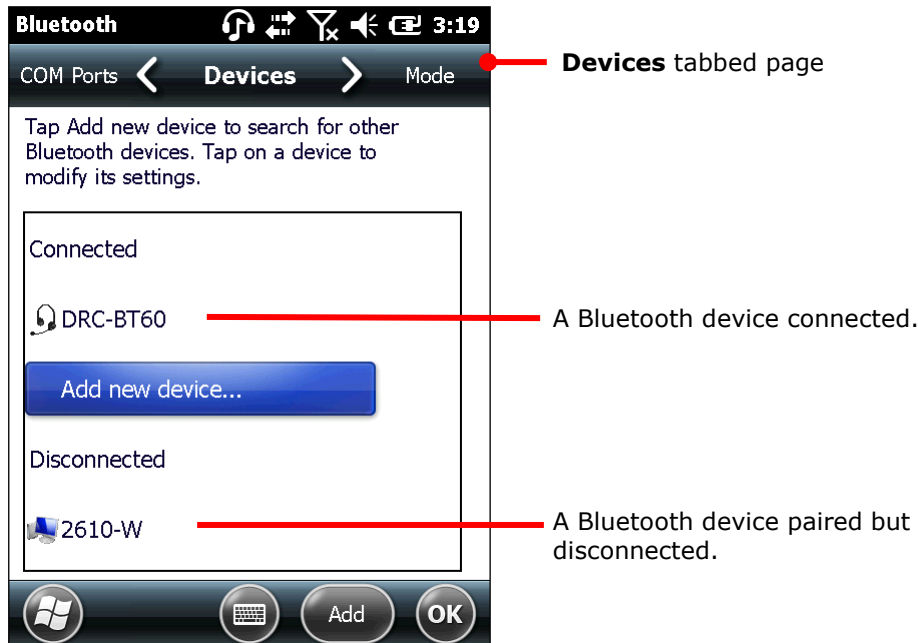 Bluetooth 3:19
COM Ports Devices Mode
Devices tabbed page
Tap Add new device to search for other
Bluetooth devices. Tap on a device to
modify its settings.
Connected
DRC-BT60
A Bluetooth device connected.
Add new device...
Disconnected
2610-W
A Bluetooth device paired but
disconnected.
Add OK